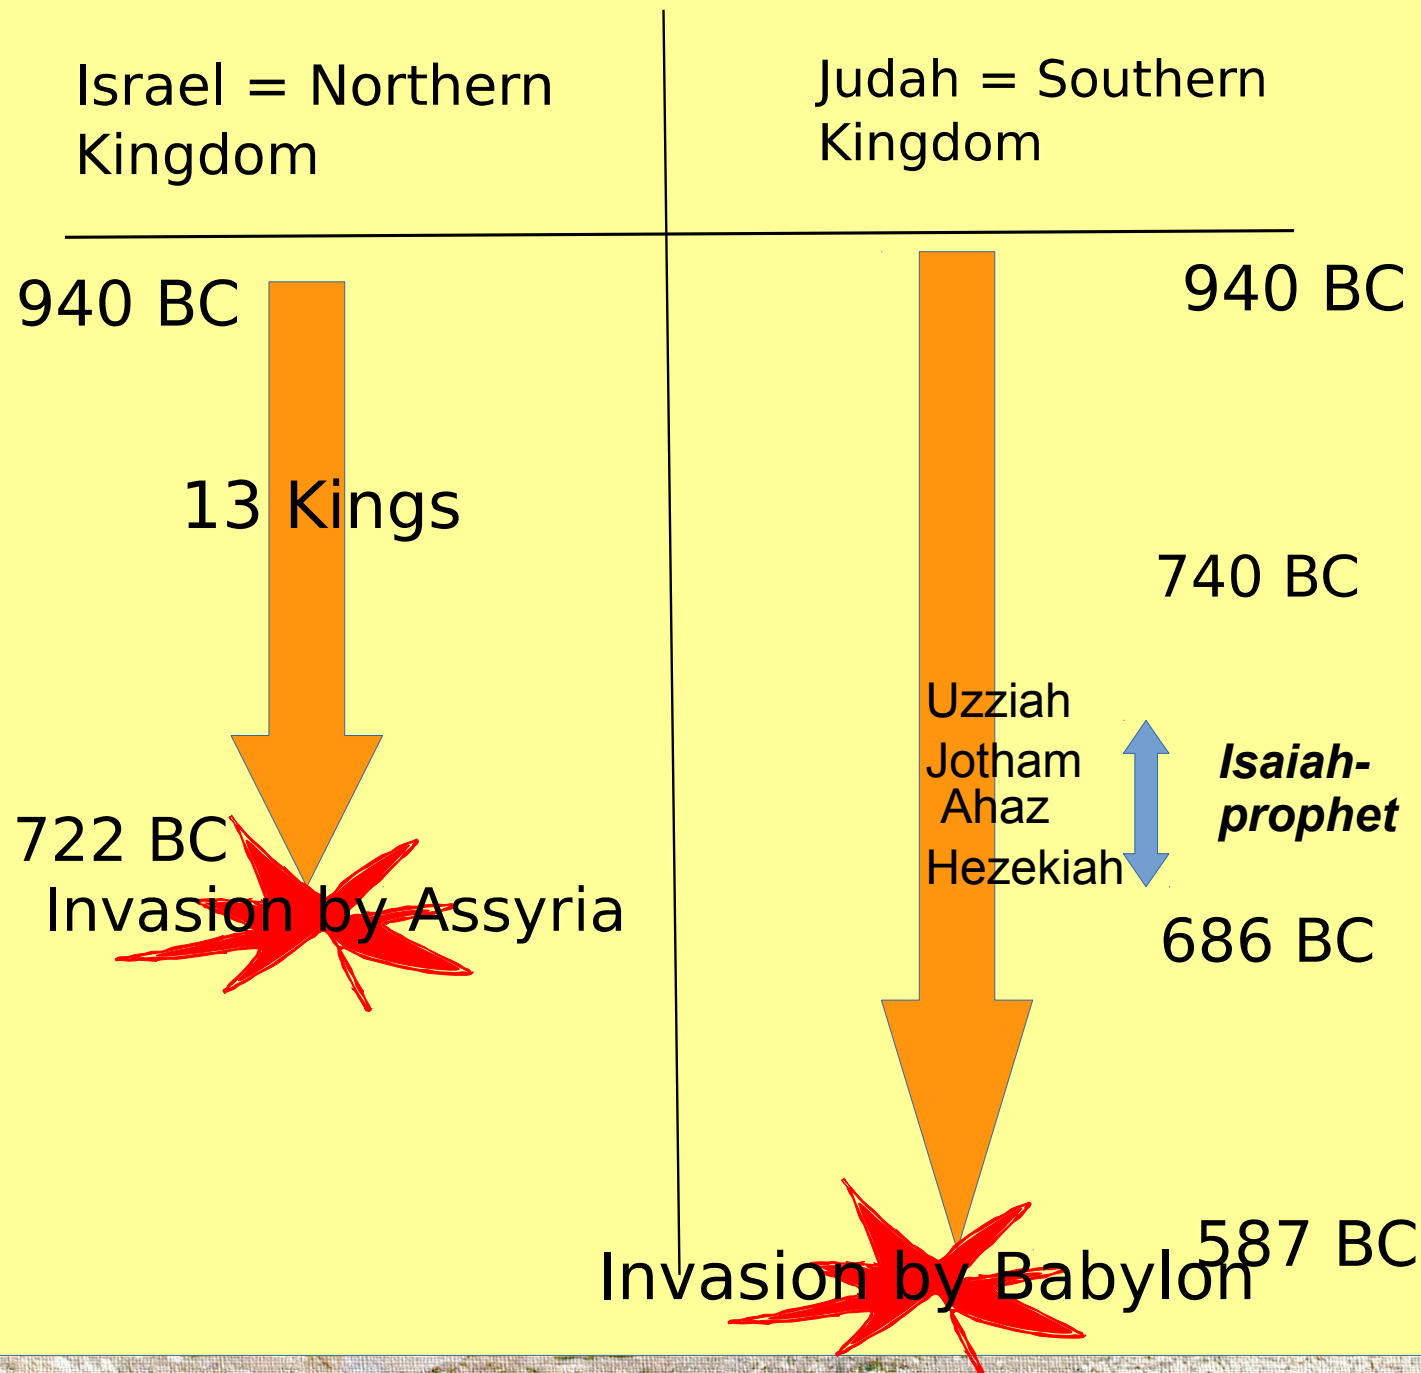 Israel = Northern
Kingdom
940 BC
13 Kings
722 BC
Invasion by Assyria
Judah = Southern
Kingdom
940 BC
740 BC
Uzziah
Jotham
Ahaz
Hezekiah
Isaiah-
prophet
686 BC
587 BC
Invasion by Babylon